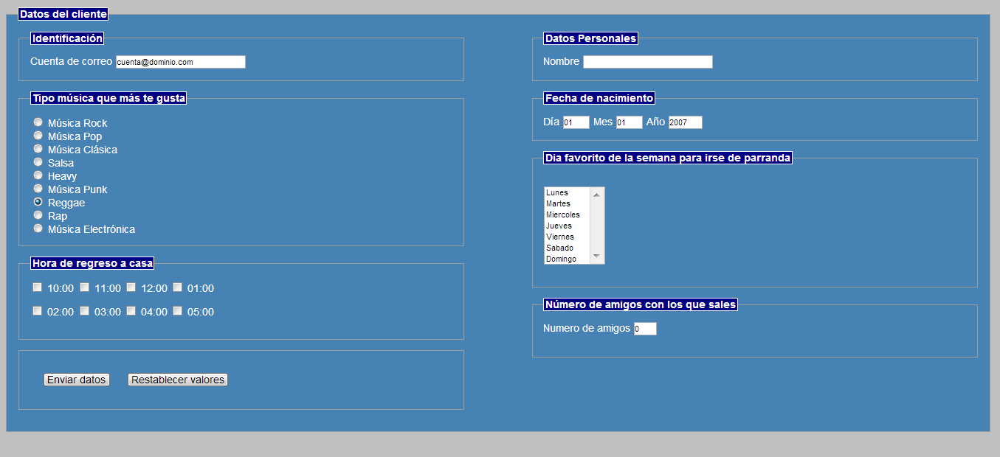 Datos del cliente
Identificación
Cuenta de correo cuenta@dominio.com
Tipo música que más te gusta
Música Rock
Música Pop
Música Clásica
Salsa
Heavy
Música Punk
Reggae
Rap
Música Electrónica
Hora de regreso a casa
10:00 11:00 12:00 01:00
02:00 03:00 04:00 05:00
Enviar datos Restablecer valores
Datos Personales
Nombre
Fecha de nacimiento
Día 01 Mes 01 Año 2007
Dia favorito de la semana para irse de parranda
Lunes
Martes
Miercoles
Jueves
Viernes
Sabado
Domingo
Número de amigos con los que sales
Numero de amigos 0